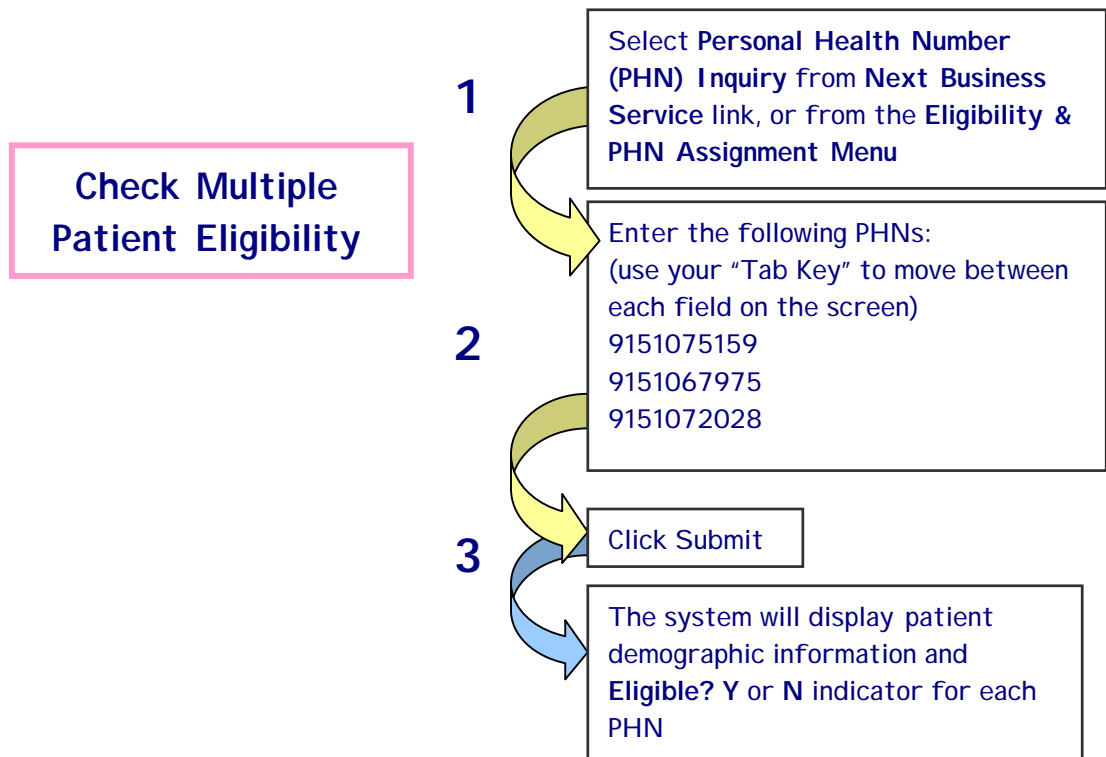 Check Multiple
Patient Eligibility
1
Select Personal Health Number
(PHN) Inquiry from Next Business
Service link, or from the Eligibility &
PHN Assignment Menu
2
Enter the following PHNs:
(use your “Tab Key” to move between
each field on the screen)
9151075159
9151067975
9151072028
3
Click Submit
The system will display patient
demographic information and
Eligible? Y or N indicator for each
PHN